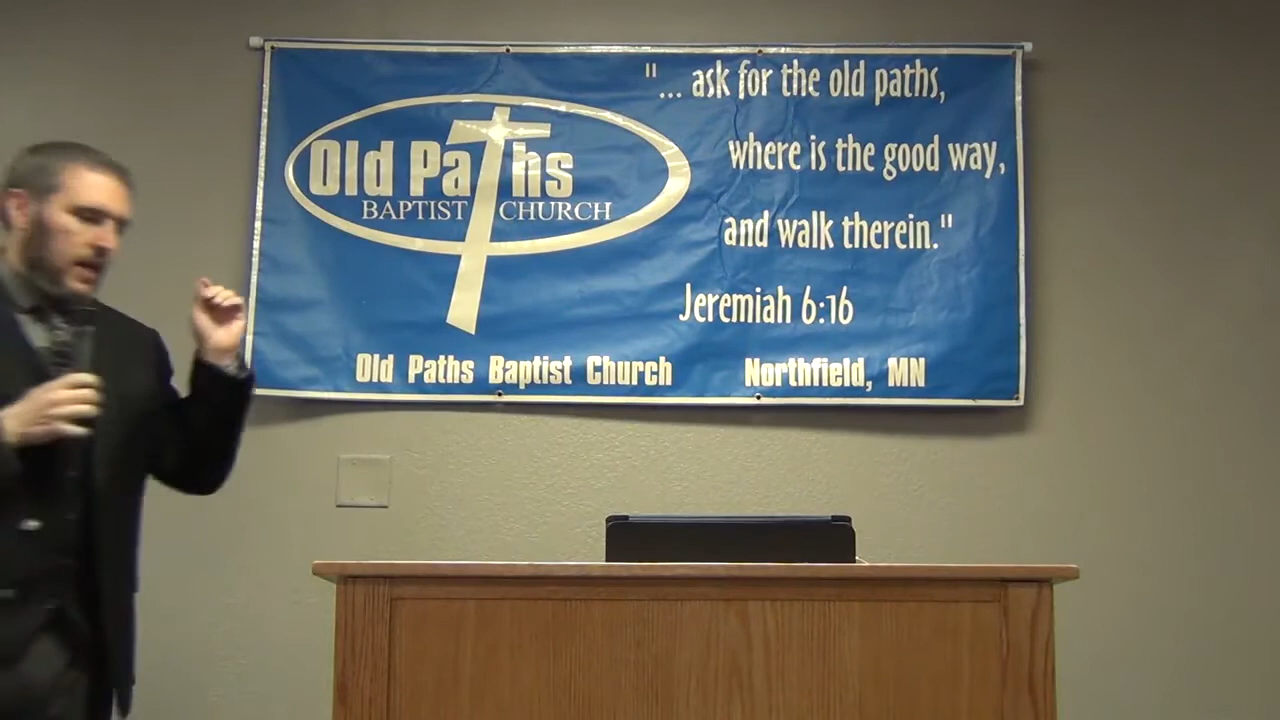 Old Paths
BAPTIST CHURCH
"... ask for the old paths,
where is the good way,
and walk therein."
Jeremiah 6:16
Old Paths Baptist Church Northfield, MN